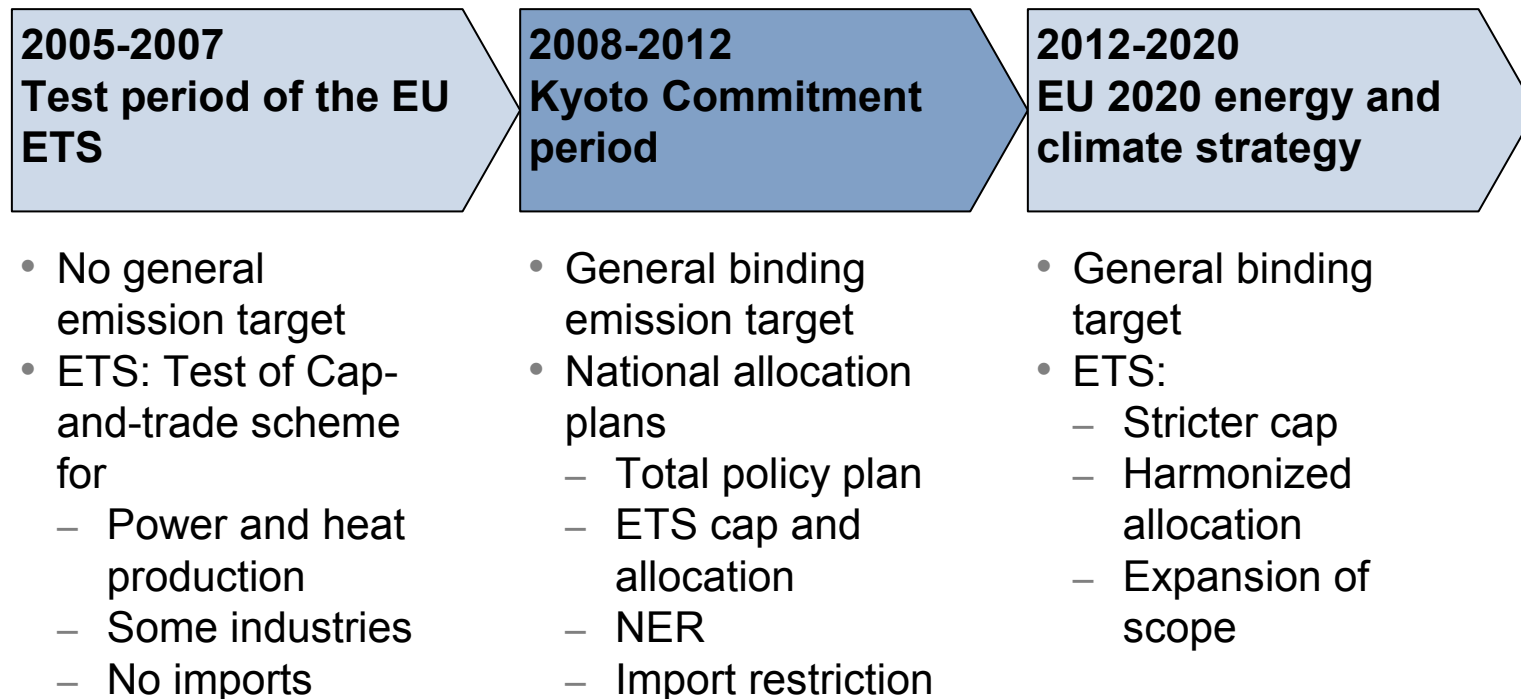 2005-2007
Test period of the EU
ETS
• No general
emission target
• ETS: Test of Cap-
and-trade scheme
for
– Power and heat
production
– Some industries
– No imports
2008-2012
Kyoto Commitment
period
• General binding
emission target
• National allocation
plans
– Total policy plan
– ETS cap and
allocation
– NER
– Import restriction
2012-2020
EU 2020 energy and
climate strategy
• General binding
target
• ETS:
– Stricter cap
– Harmonized
allocation
– Expansion of
scope